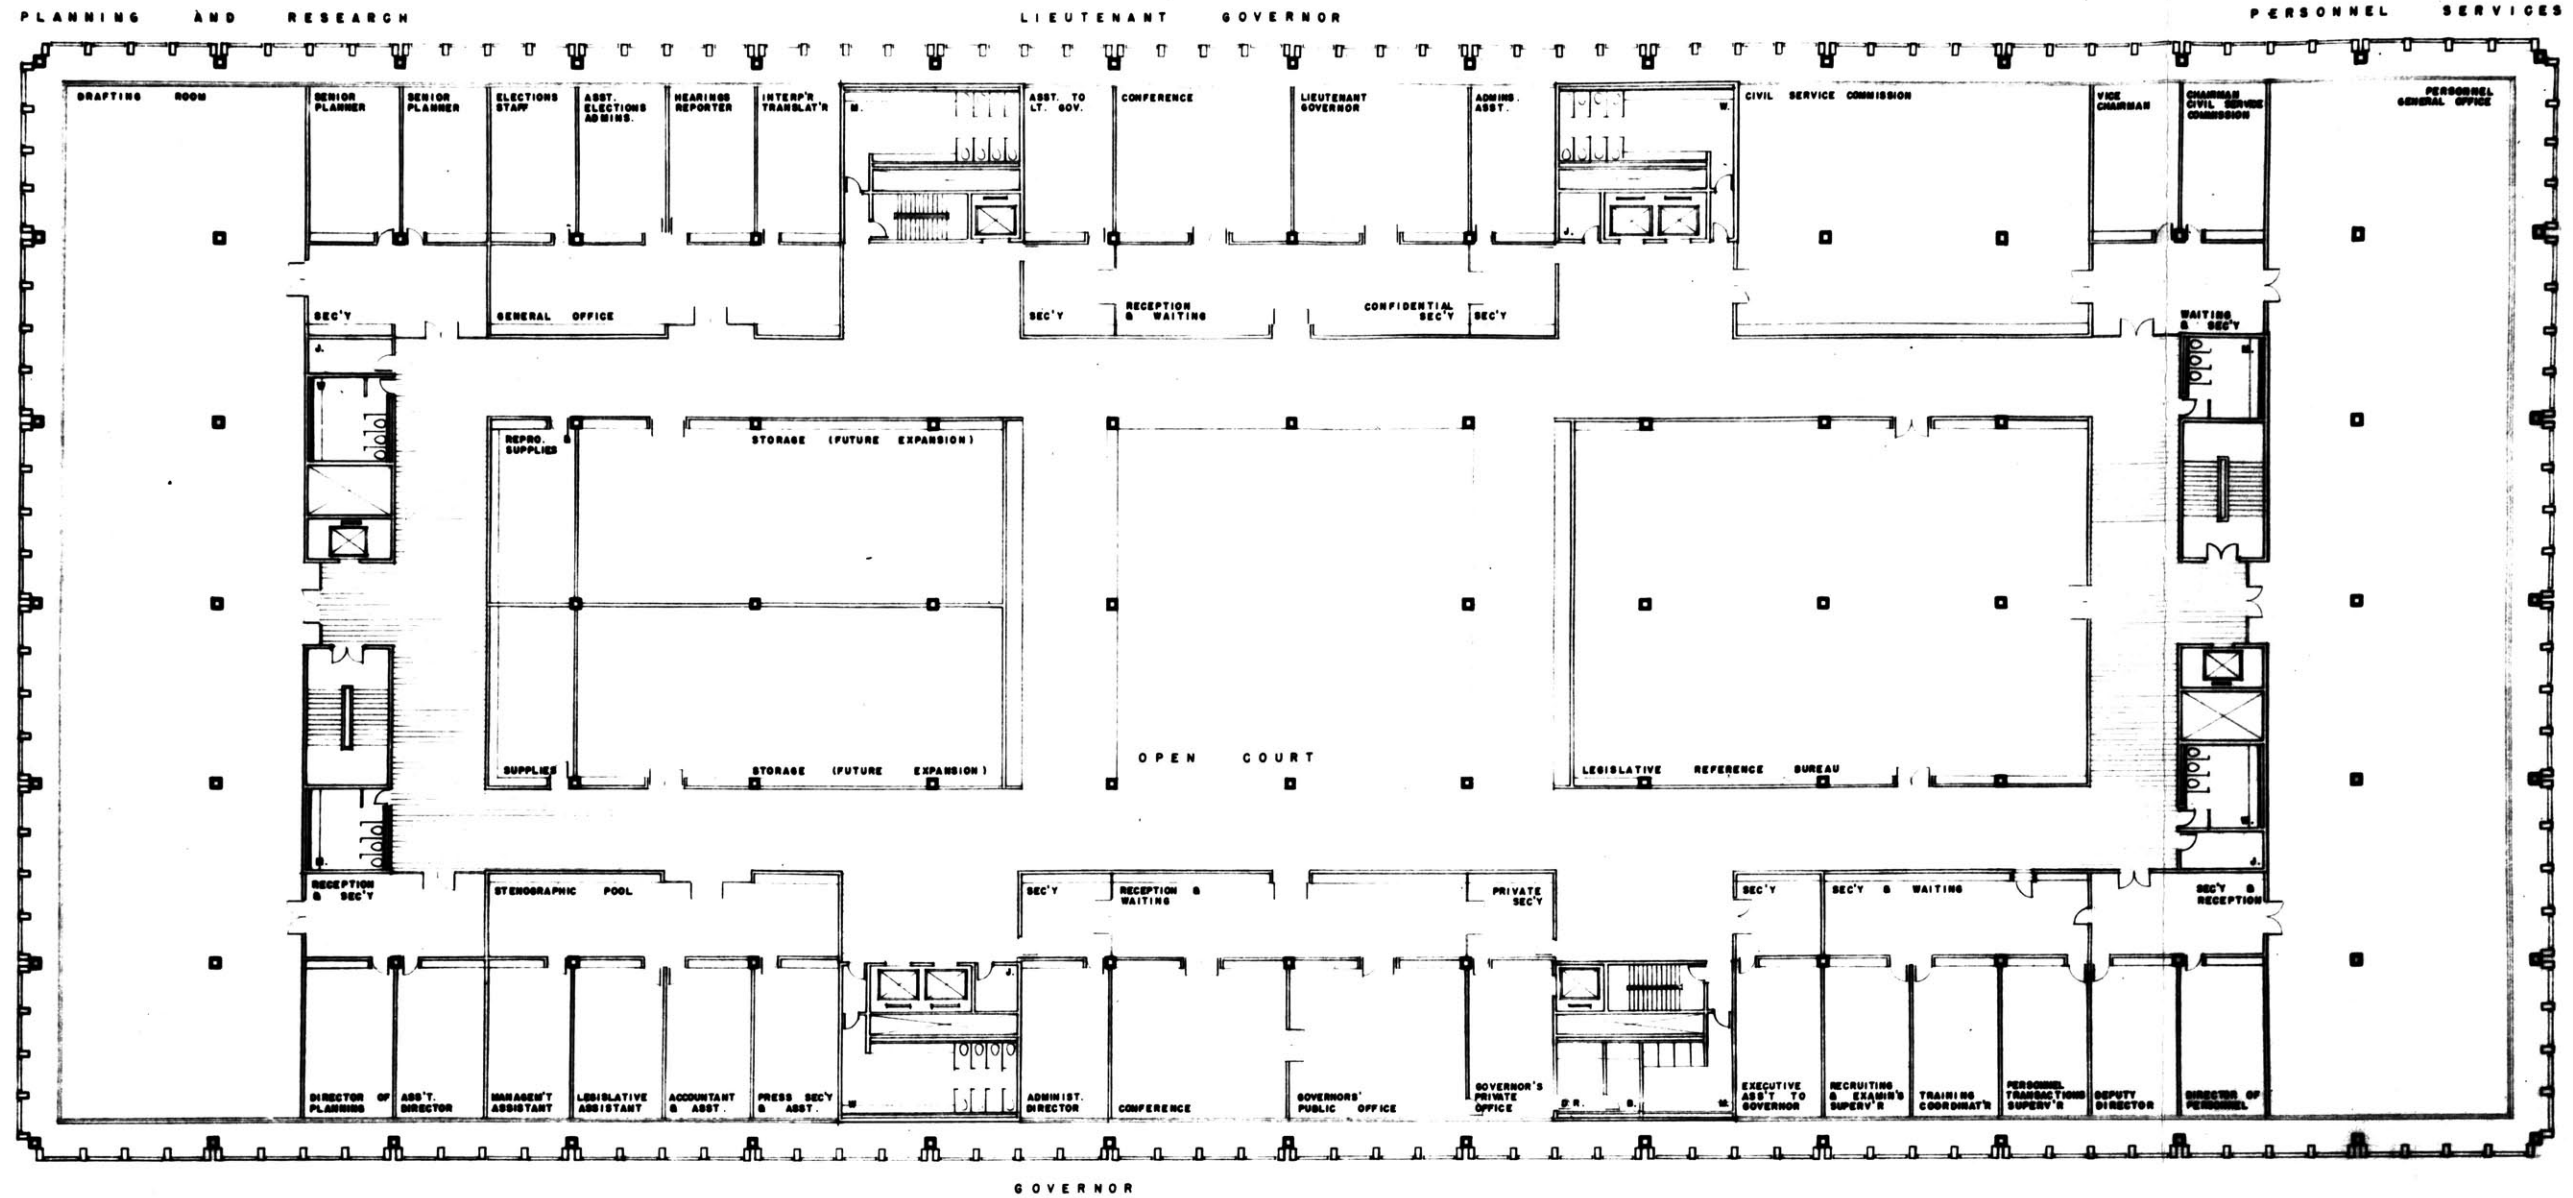 PLANNING AND RESEARCH
LIEUTENANT GOVERNOR
PERSONNEL SERVICES
DRAFTING ROOM
SENIOR
PLANNER
SENIOR
PLANNER
ELECTIONS
STAFF
ASST.
ELECTIONS
ADMINS.
HEARINGS
REPORTER
INTERP'R
TRANSLAT'R
M.
ASST. TO
LT. GOV.
CONFERENCE
LIEUTENANT
GOVERNOR
ADMINS.
ASST.
W.
CIVIL SERVICE COMMISSION
VICE
CHAIRMAN
CHAIRMAN
CIVIL SERVICE
COMMISSION
PERSONNEL
GENERAL OFFICE
J.
SEC'Y
GENERAL OFFICE
SEC'Y
RECEPTION
& WAITING
CONFIDENTIAL
SEC'Y
SEC'Y
WAITING
& SEC'Y
J.
W
M.
REPRO. &
SUPPLIES
STORAGE (FUTURE EXPANSION)
OPEN COURT
SUPPLIES
STORAGE (FUTURE EXPANSION)
LEGISLATIVE REFERENCE BUREAU
W.
J.
RECEPTION
& SEC'Y
STENOGRAPHIC POOL
SEC'Y
RECEPTION &
WAITING
PRIVATE
SEC'Y
SEC'Y
SEC'Y & WAITING
SEC'Y &
RECEPTION
J.
DIRECTOR OF
PLANNING
ASS'T.
DIRECTOR
MANAGEM'T
ASSISTANT
LEGISLATIVE
ASSISTANT
ACCOUNTANT
& ASST.
PRESS SEC'Y
& ASST.
W
ADMINIST.
DIRECTOR
CONFERENCE
GOVERNORS'
PUBLIC OFFICE
GOVERNOR'S
PRIVATE
OFFICE
B.
M.
EXECUTIVE
ASS'T TO
GOVERNOR
RECRUITING
& EXAMIN'G
SUPERV'R
TRAINING
COORDINAT'R
PERSONNEL
TRANSACTIONS
SUPERV'R
DEPUTY
DIRECTOR
DIRECTOR OF
PERSONNEL
GOVERNOR